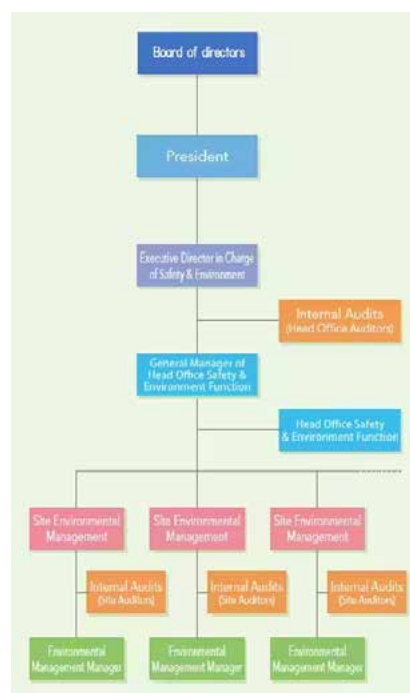 Board of directors
President
Executive Director in Charge
of Safety & Environment
Internal Audits
(Head Office Auditors)
General Manager of
Head Office Safety &
Environment Function
Head Office Safety
& Environment Function
Site Environmental
Management
Site Environmental
Management
Site Environmental
Management
Internal Audits
(Site Auditors)
Internal Audits
(Site Auditors)
Internal Audits
(Site Auditors)
Environmental
Management Manager
Environmental
Management Manager
Environmental
Management Manager